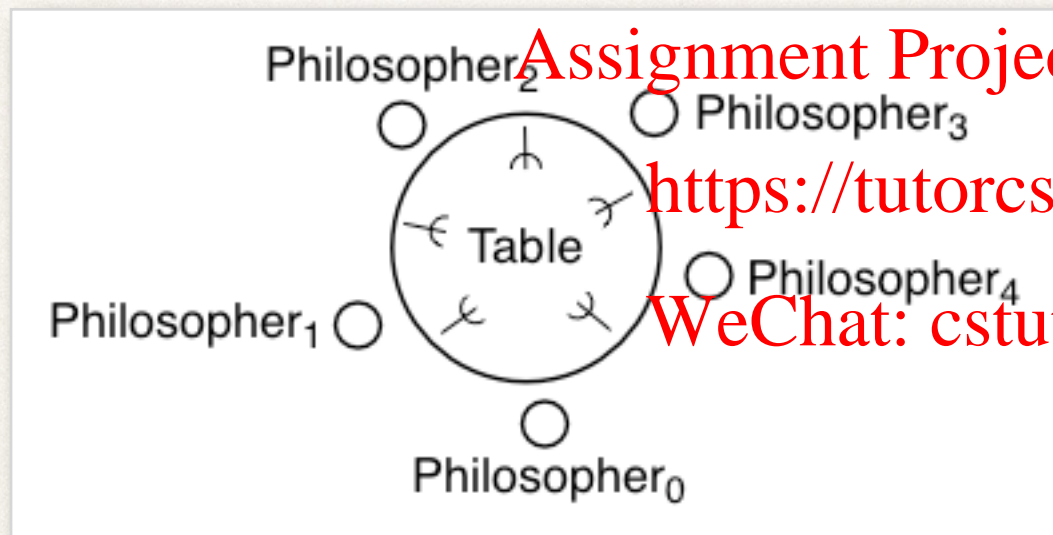 Philosopher₂
Assignment Projec
Philosopher₃
https://tutorcs
Table
Philosopher₄
Philosopher₁
WeChat: cstu
Philosopher₀